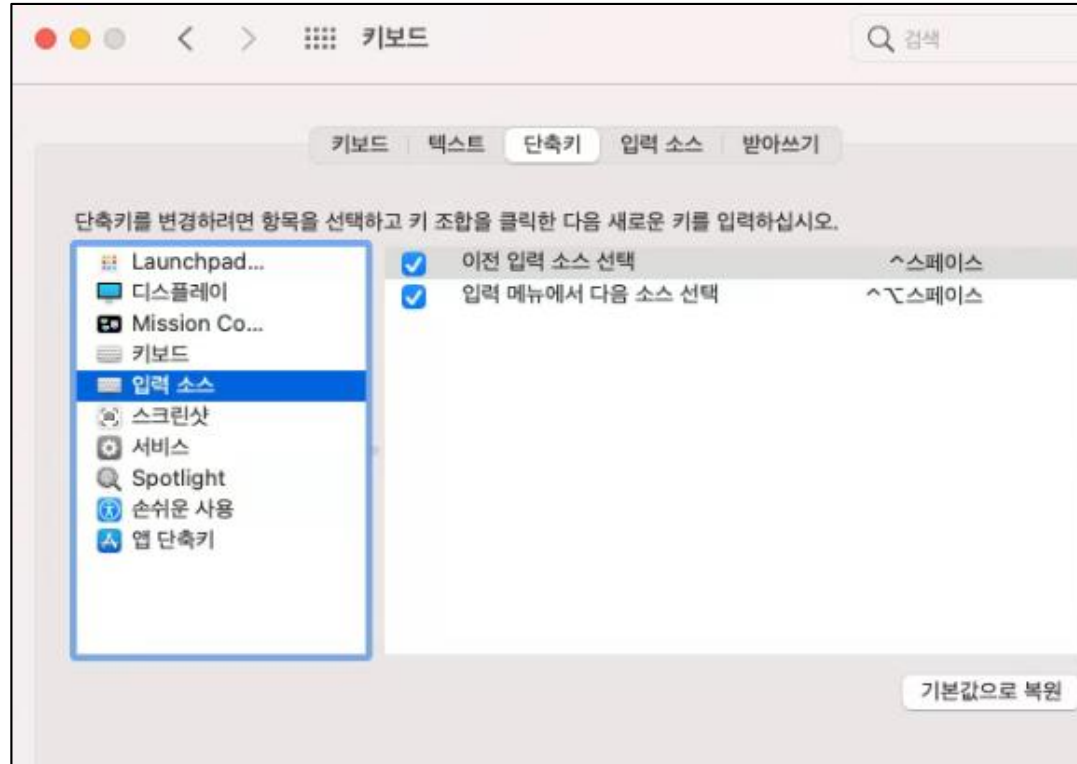 키보드
검색
키보드 텍스트 단축키 입력 소스 받아쓰기
단축키를 변경하려면 항목을 선택하고 키 조합을 클릭한 다음 새로운 키를 입력하십시오.
Launchpad...
디스플레이
Mission Co...
키보드
입력 소스
스크린샷
서비스
Spotlight
손쉬운 사용
앱 단축키
이전 입력 소스 선택 ^스페이스
입력 메뉴에서 다음 소스 선택 ^⌥스페이스
기본값으로 복원